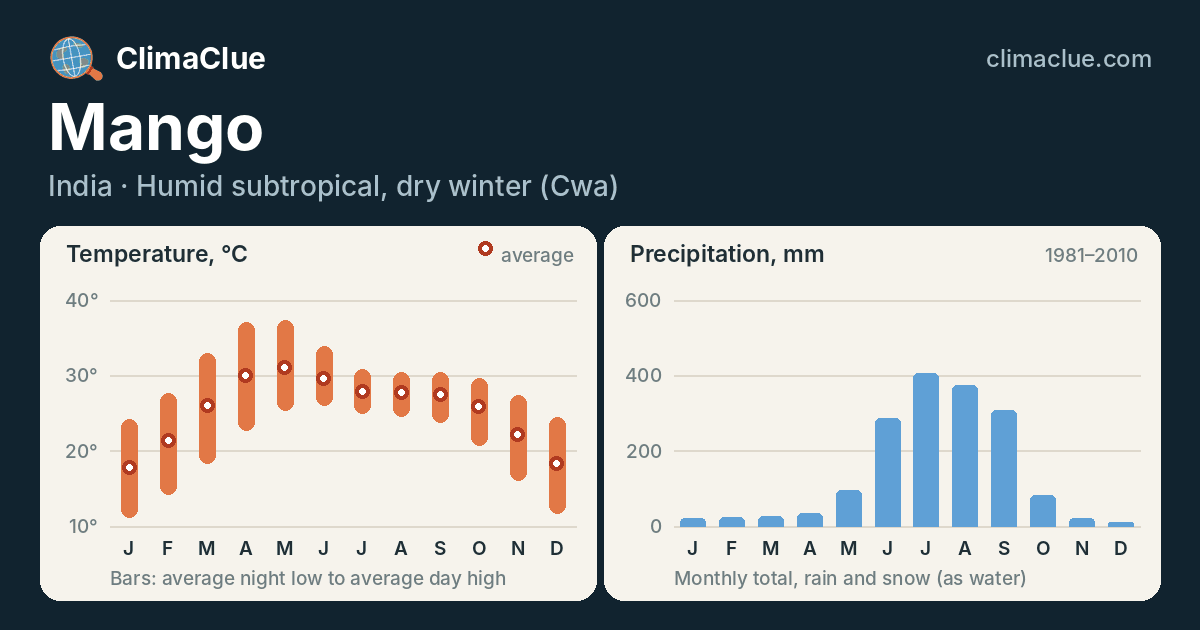 ClimaClue
climaclue.com
Mango
India · Humid subtropical, dry winter (Cwa)
Temperature, °C
average
40°
30°
20°
10°
J F M A M J J A S O N D
Bars: average night low to average day high
Precipitation, mm
1981–2010
600
400
200
0
J F M A M J J A S O N D
Monthly total, rain and snow (as water)